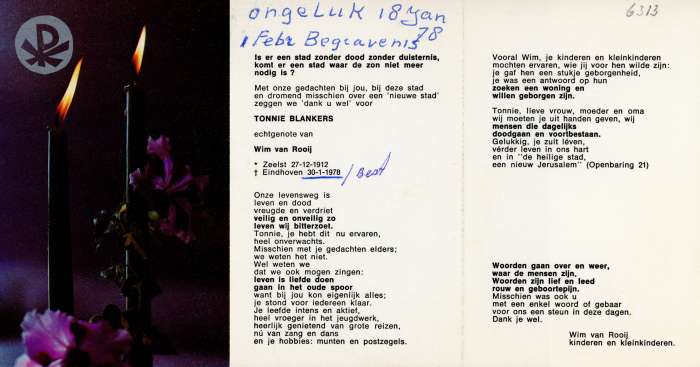 ongeluk 18 Jan
78
1 Febr Begravenis
Is er een stad zonder dood zonder duisternis,
komt er een stad waar de zon niet meer
nodig is ?
Met onze gedachten bij jou, bij deze stad
en dromend misschien over een 'nieuwe stad'
zeggen we 'dank u wel' voor
TONNIE BLANKERS
echtgenote van
Wim van Rooij
* Zeelst 27-12-1912
† Eindhoven 30-1-1978 / Best
Onze levensweg is
leven en dood
vreugde en verdriet
veilig en onveilig zo
leven wij bitterzoet.
Tonnie, je hebt dit nu ervaren,
heel onverwachts.
Misschien met je gedachten elders;
we weten het niet.
Wel weten we
dat we ook mogen zingen:
leven is liefde doen
gaan in het oude spoor
want bij jou kon eigenlijk alles;
je stond voor iedereen klaar.
Je leefde intens en aktief,
heel vroeger in het jeugdwerk,
heerlijk genietend van grote reizen,
nú van zang en dans
en je hobbies: munten en postzegels.
6313
Vooral Wim, je kinderen en kleinkinderen
mochten ervaren, wie jij voor hen wilde zijn:
je gaf hen een stukje geborgenheid,
je was een antwoord op hun
zoeken een woning en
willen geborgen zijn.
Tonnie, lieve vrouw, moeder en oma
wij moeten je uit handen geven, wij
mensen die dagelijks
doodgaan en voortbestaan.
Gelukkig, je zult léven,
vérder leven in ons hart
en in "de heilige stad,
een nieuw Jerusalem" (Openbaring 21)
Woorden gaan over en weer,
waar de mensen zijn,
Woorden zijn lief en leed
rouw en geboortepijn.
Misschien was ook u
met een enkel woord of gebaar
voor ons een steun in deze dagen.
Dank je wel.
Wim van Rooij
kinderen en kleinkinderen.